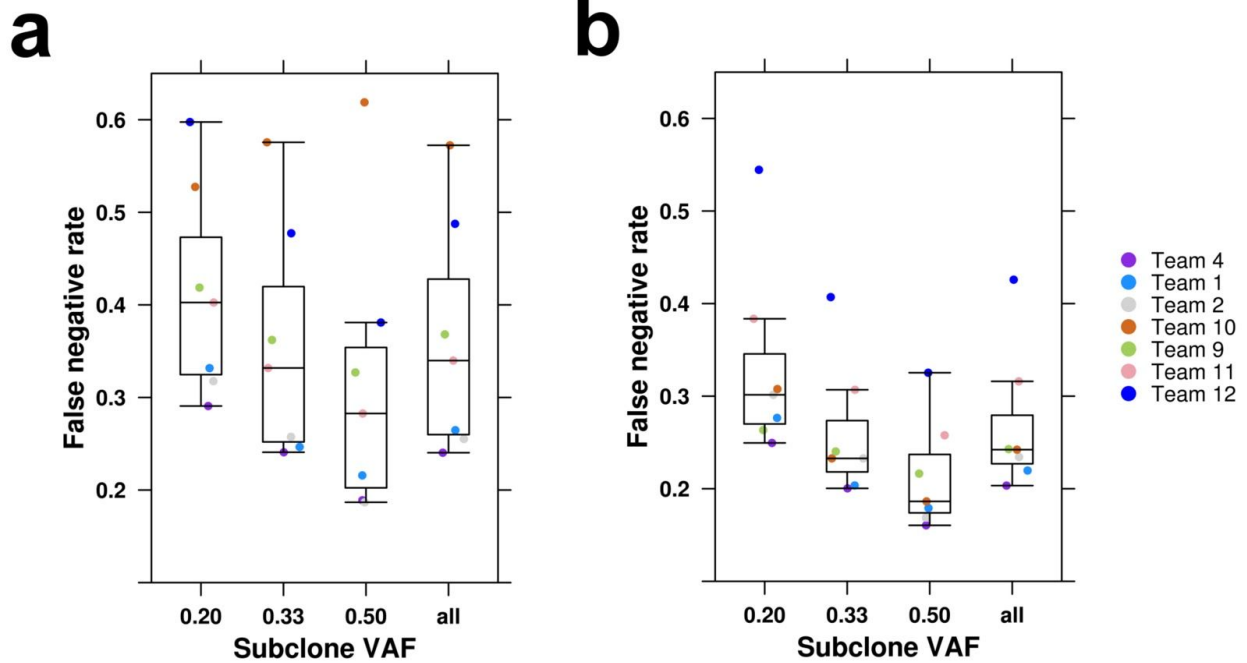 a
False negative rate
0.6
0.5
0.4
0.3
0.2
0.20 0.33 0.50 all
Subclone VAF
b
False negative rate
0.6
0.5
0.4
0.3
0.2
0.20 0.33 0.50 all
Subclone VAF
Team 4
Team 1
Team 2
Team 10
Team 9
Team 11
Team 12